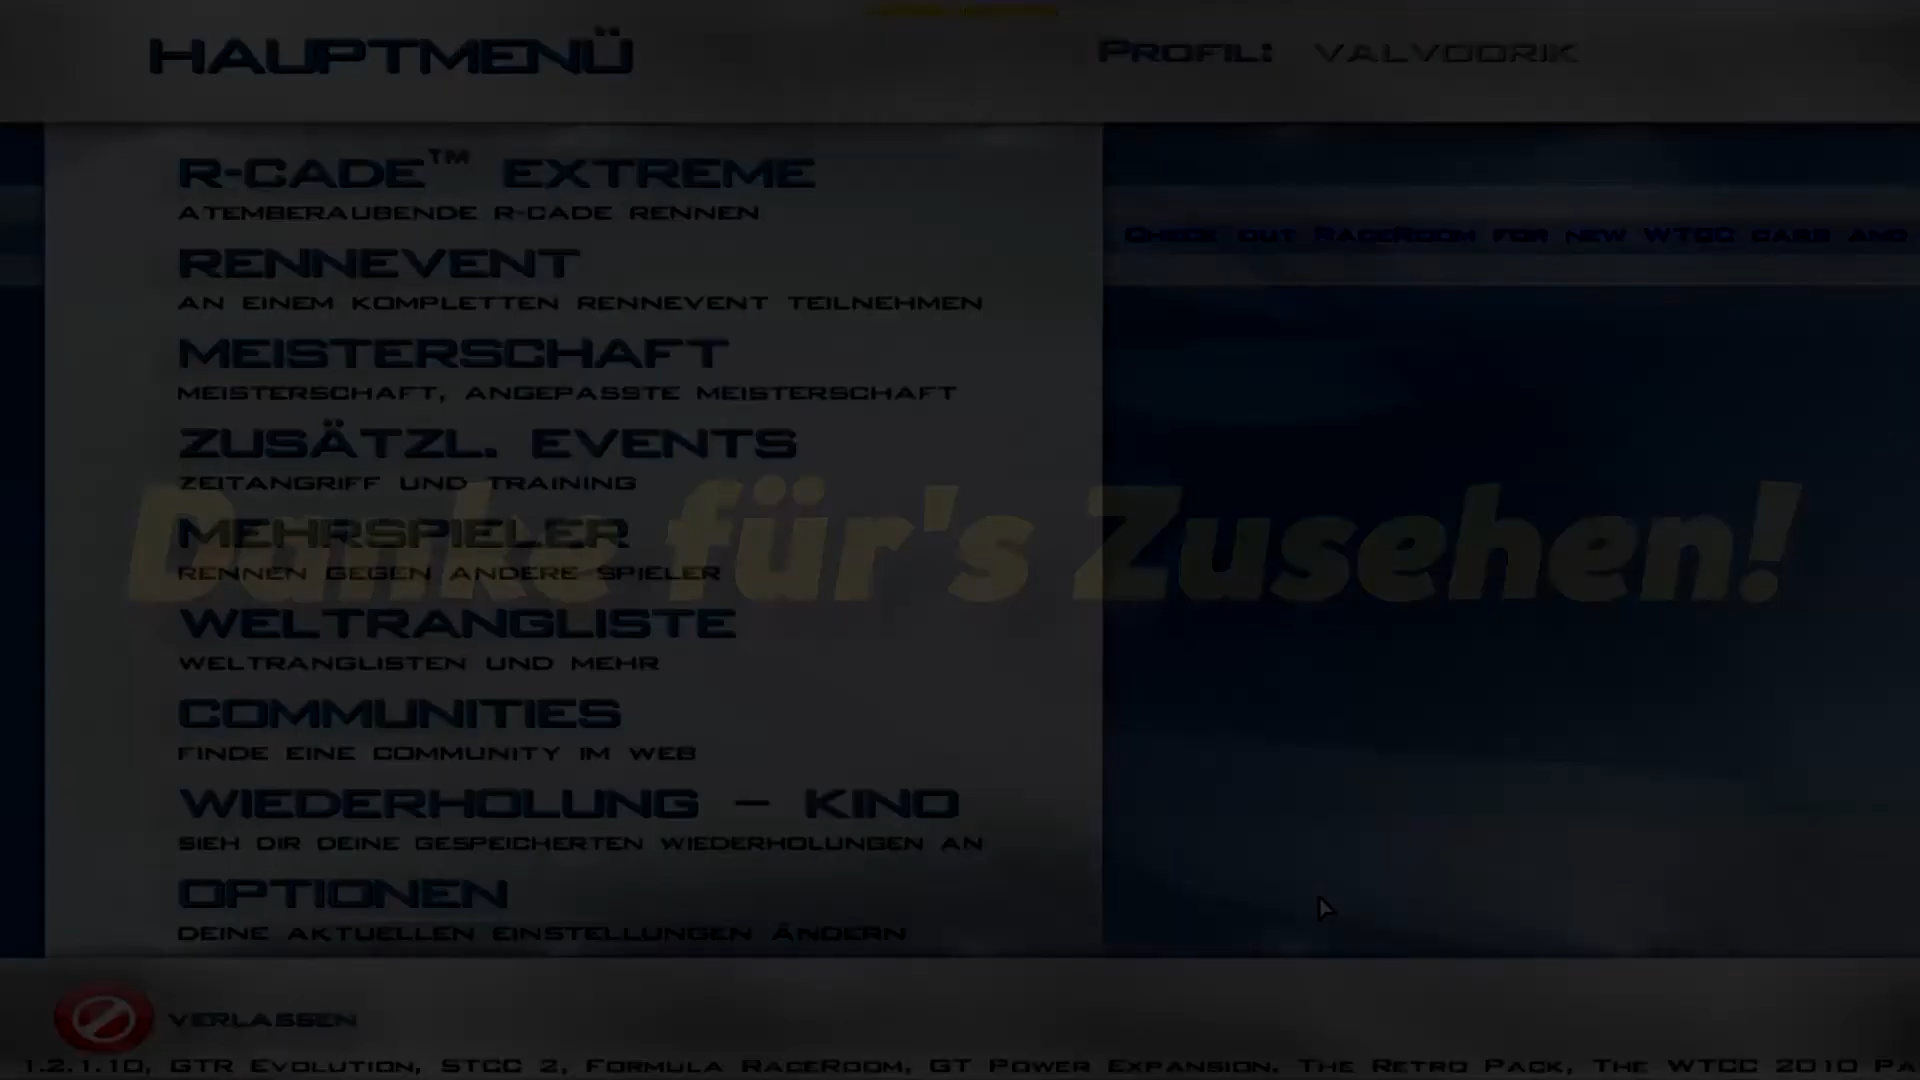 HAUPTMENÜ
PROFIL: VALVOORIK
R-CADE™ EXTREME
ATEMBERAUBENDE R-CADE RENNEN
CHECK OUT RACEROOM FOR NEW WTCC CARS AND
RENNEVENT
AN EINEM KOMPLETTEN RENNEVENT TEILNEHMEN
MEISTERSCHAFT
MEISTERSCHAFT, ANGEPASSTE MEISTERSCHAFT
ZUSÄTZL. EVENTS
ZEITANGRIFF UND TRAINING
Danke für's Zusehen!
MEHRSPIELER
RENNEN GEGEN ANDERE SPIELER
WELTRANGLISTE
WELTRANGLISTEN UND MEHR
COMMUNITIES
FINDE EINE COMMUNITY IM WEB
WIEDERHOLUNG – KINO
SIEH DIR DEINE GESPEICHERTEN WIEDERHOLUNGEN AN
OPTIONEN
DEINE AKTUELLEN EINSTELLUNGEN ÄNDERN
VERLASSEN
1.2.1.10, GTR EVOLUTION, STCC 2, FORMULA RACEROOM, GT POWER EXPANSION, THE RETRO PACK, THE WTCC 2010 PA